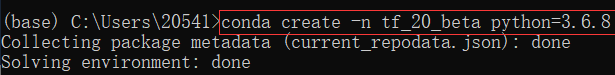 (base) C:\Users\20541>conda create -n tf_20_beta python=3.6.8
Collecting package metadata (current_repodata.json): done
Solving environment: done